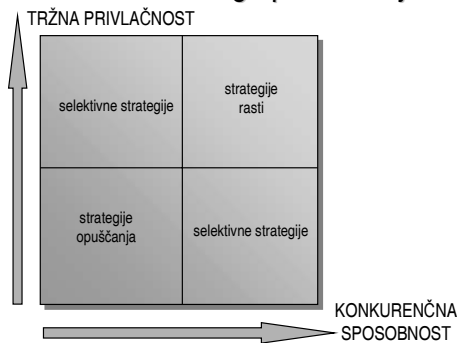 TRŽNA PRIVLAČNOST
selektivne strategije
strategije
rasti
strategije
opuščanja
selektivne strategije
KONKURENČNA
SPOSOBNOST